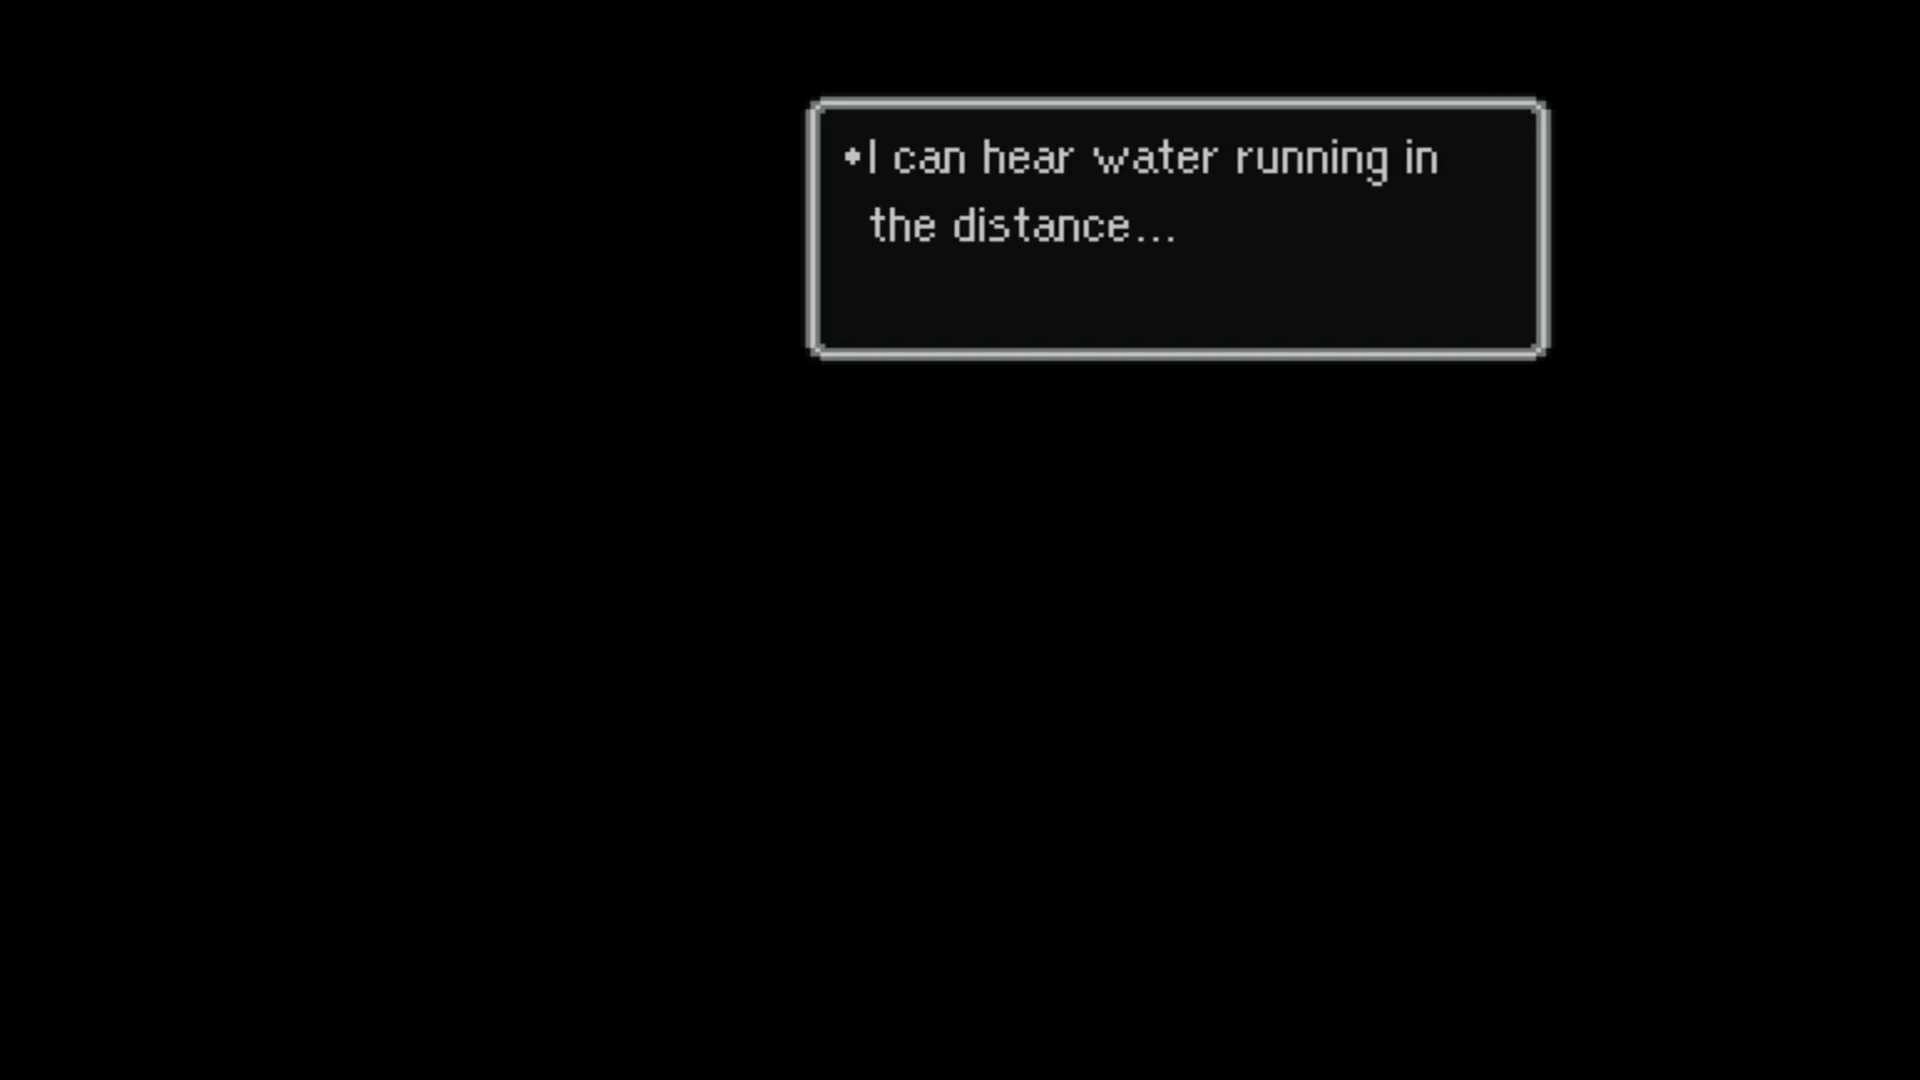 •I can hear water running in
the distance...